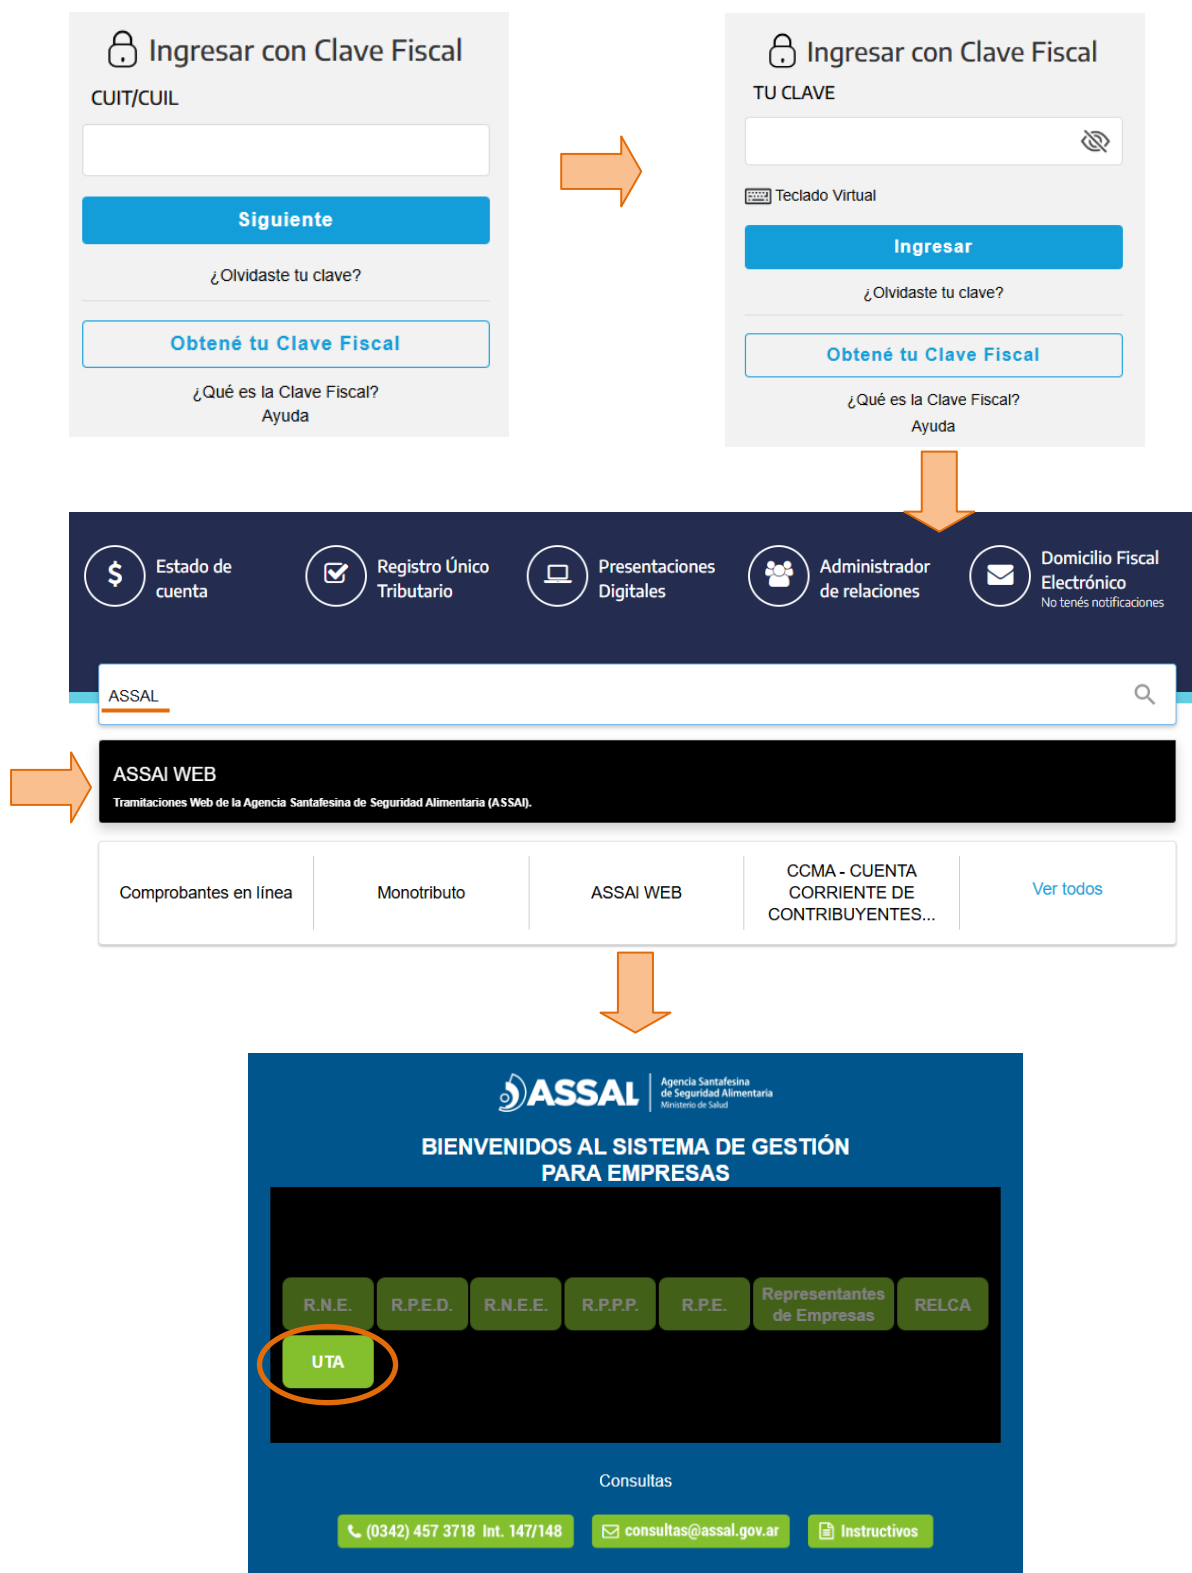 Ingresar con Clave Fiscal
CUIT/CUIL
Siguiente
¿Olvidaste tu clave?
Obtené tu Clave Fiscal
¿Qué es la Clave Fiscal?
Ayuda
Ingresar con Clave Fiscal
TU CLAVE
Teclado Virtual
Ingresar
¿Olvidaste tu clave?
Obtené tu Clave Fiscal
¿Qué es la Clave Fiscal?
Ayuda
$
Estado de
cuenta
Registro Único
Tributario
Presentaciones
Digitales
Administrador
de relaciones
Domicilio Fiscal
Electrónico
No tenés notificaciones
ASSAL
ASSAl WEB
Tramitaciones Web de la Agencia Santafesina de Seguridad Alimentaria (ASSAl).
Comprobantes en línea
Monotributo
ASSAl WEB
CCMA - CUENTA
CORRIENTE DE
CONTRIBUYENTES...
Ver todos
ASSAL
Agencia Santafesina
de Seguridad Alimentaria
Ministerio de Salud
BIENVENIDOS AL SISTEMA DE GESTIÓN
PARA EMPRESAS
R.N.E.
R.P.E.D.
R.N.E.E.
R.P.P.P.
R.P.E.
Representantes
de Empresas
RELCA
UTA
Consultas
(0342) 457 3718 Int. 147/148
consultas@assal.gov.ar
Instructivos